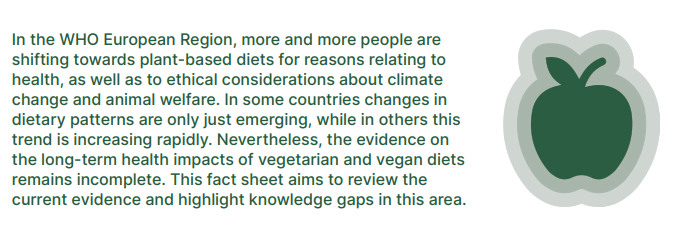 In the WHO European Region, more and more people are
shifting towards plant-based diets for reasons relating to
health, as well as to ethical considerations about climate
change and animal welfare. In some countries changes in
dietary patterns are only just emerging, while in others this
trend is increasing rapidly. Nevertheless, the evidence on
the long-term health impacts of vegetarian and vegan diets
remains incomplete. This fact sheet aims to review the
current evidence and highlight knowledge gaps in this area.